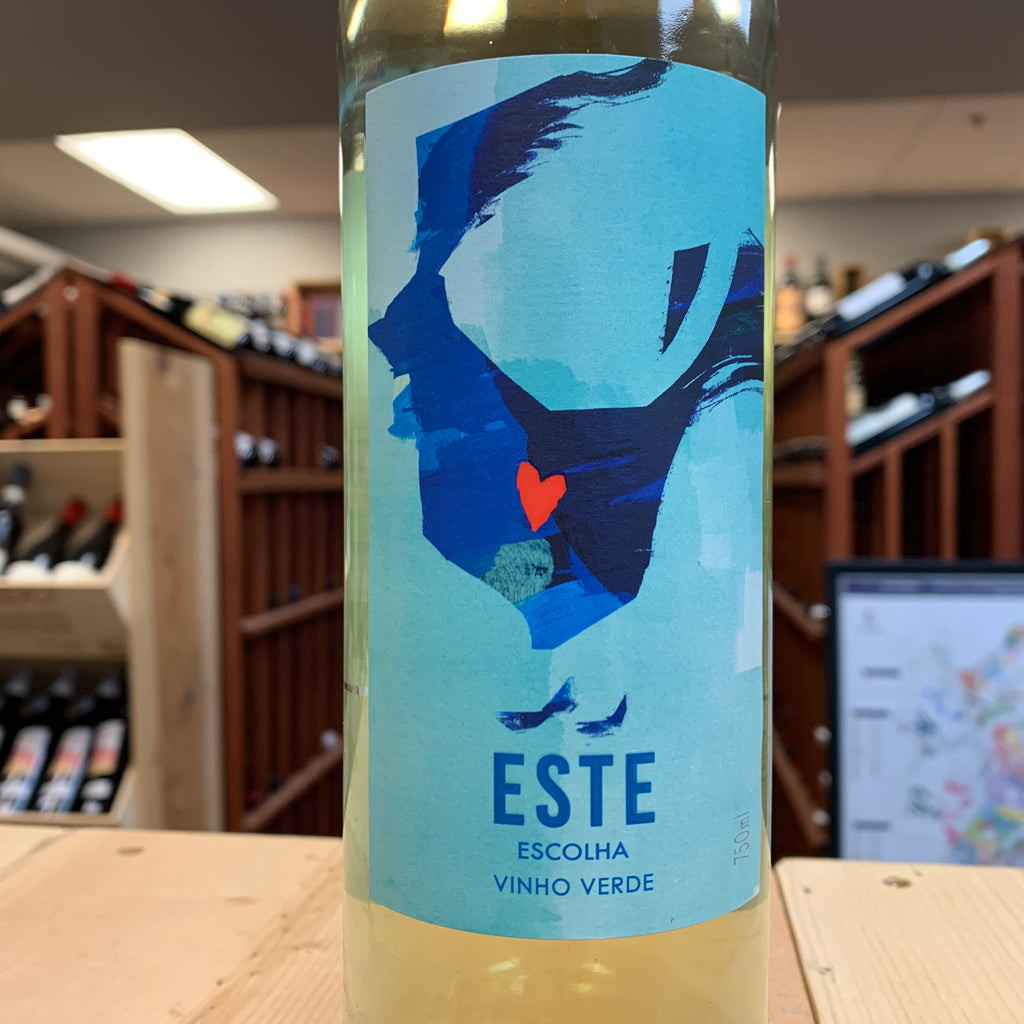 ESTE
ESCOLHA
VINHO VERDE
750ml